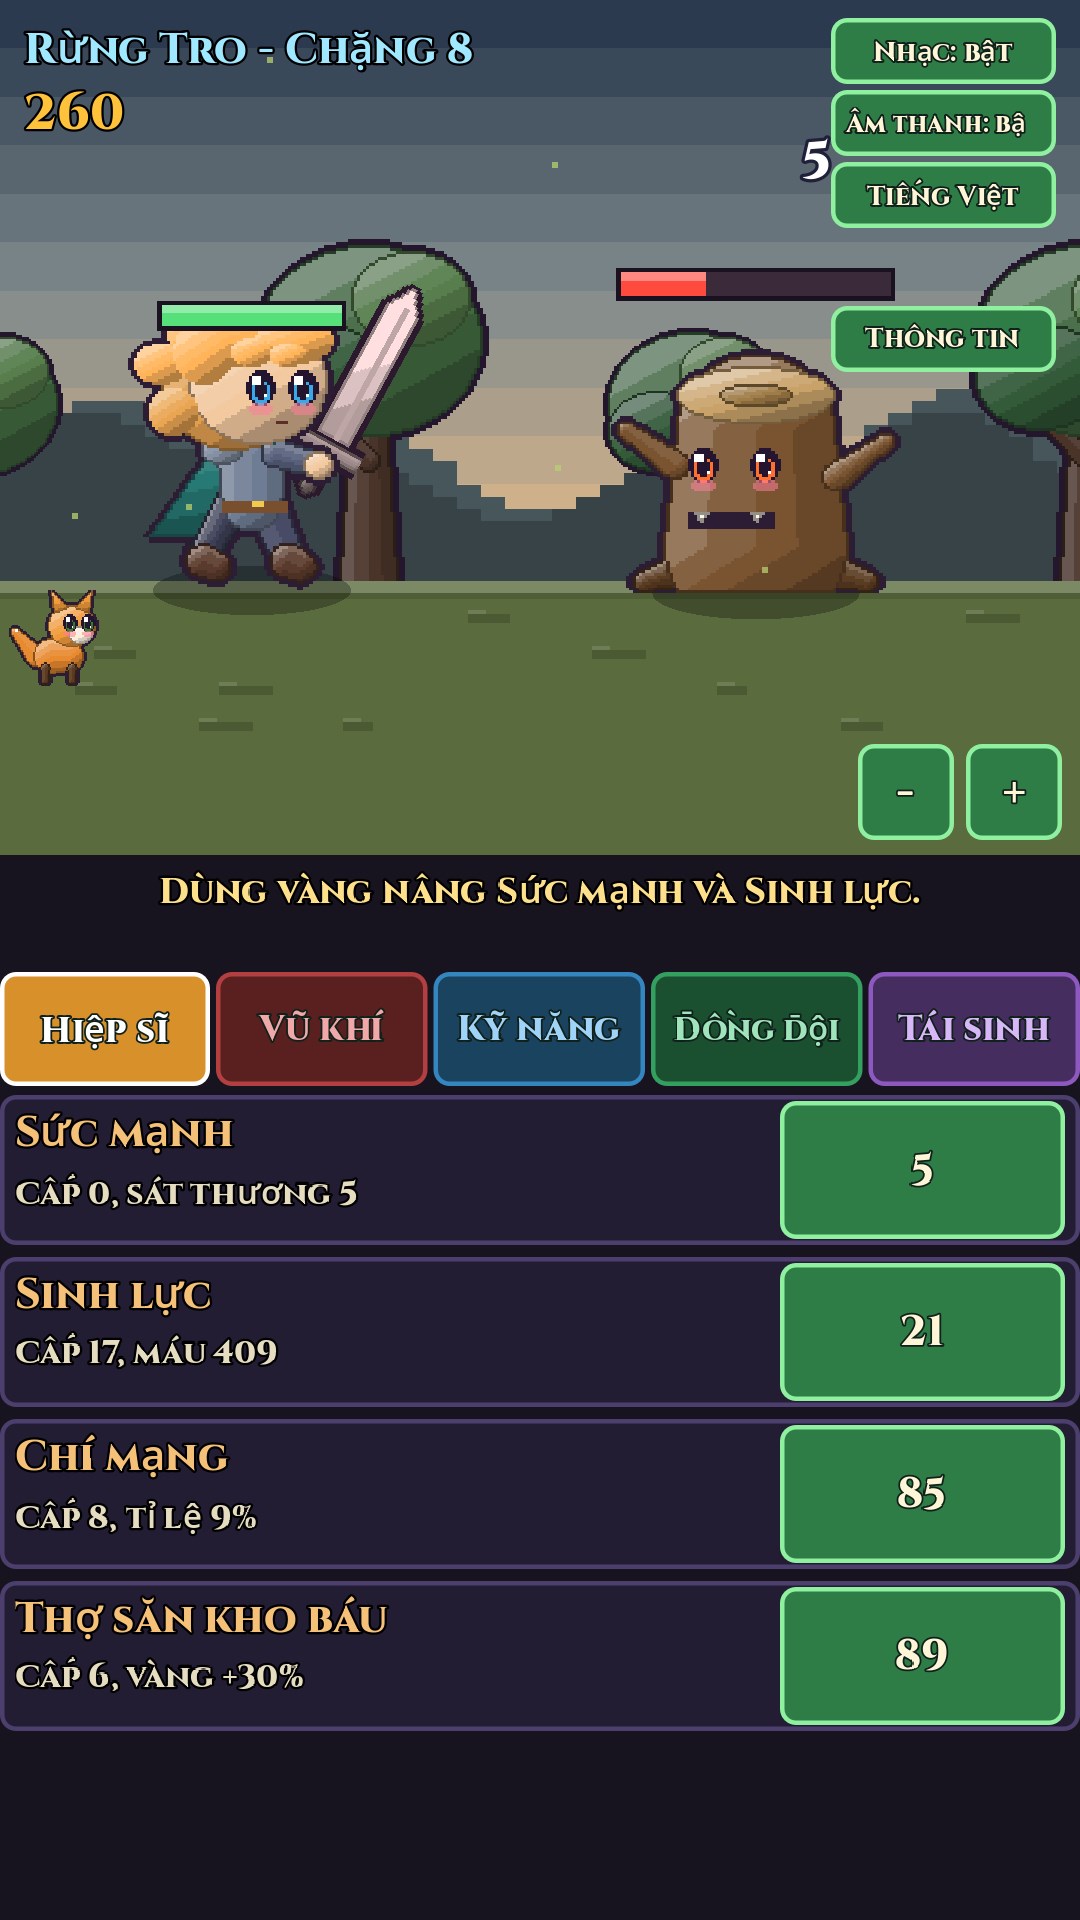 Rừng Tro - Chặng 8
260
Nhạc: bật
Âm thanh: bậ
5
Tiếng Việt
Thông tin
-
+
Dùng vàng nâng Sức mạnh và Sinh lực.
Hiệp sĩ
Vũ khí
Kỹ năng
Đồng đội
Tái sinh
Sức mạnh
Cấp 0, sát thương 5
5
Sinh lực
Cấp 17, máu 409
21
Chí mạng
Cấp 8, tỉ lệ 9%
85
Thợ săn kho báu
Cấp 6, vàng +30%
89